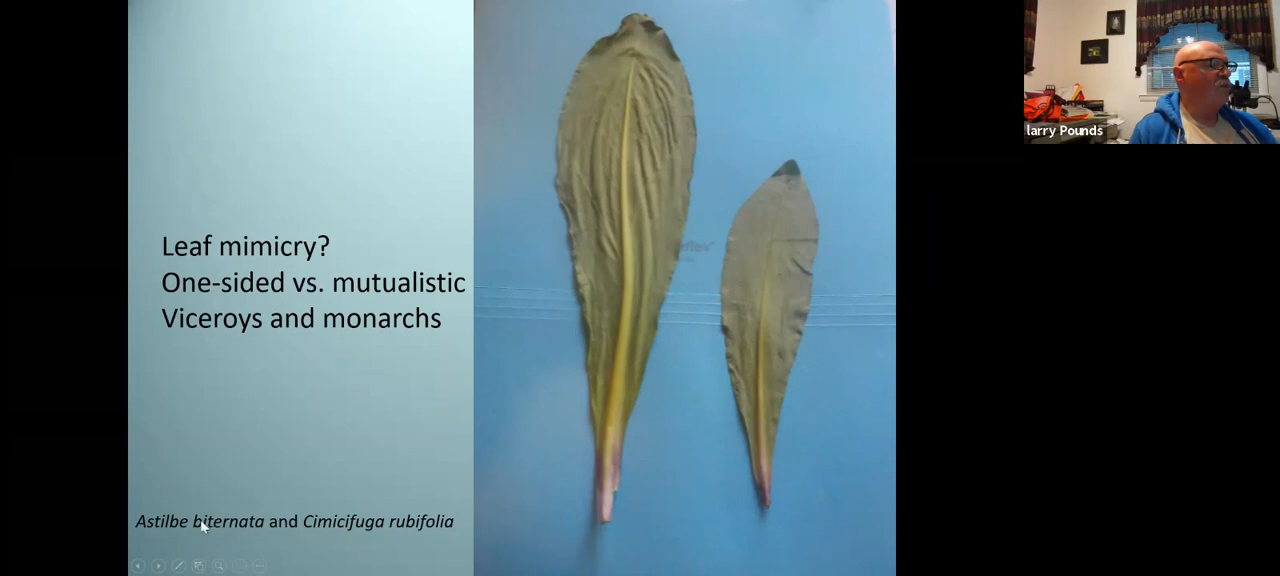 Leaf mimicry?
One-sided vs. mutualistic
Viceroys and monarchs
Astilbe biternata and Cimicifuga rubifolia
larry Pounds